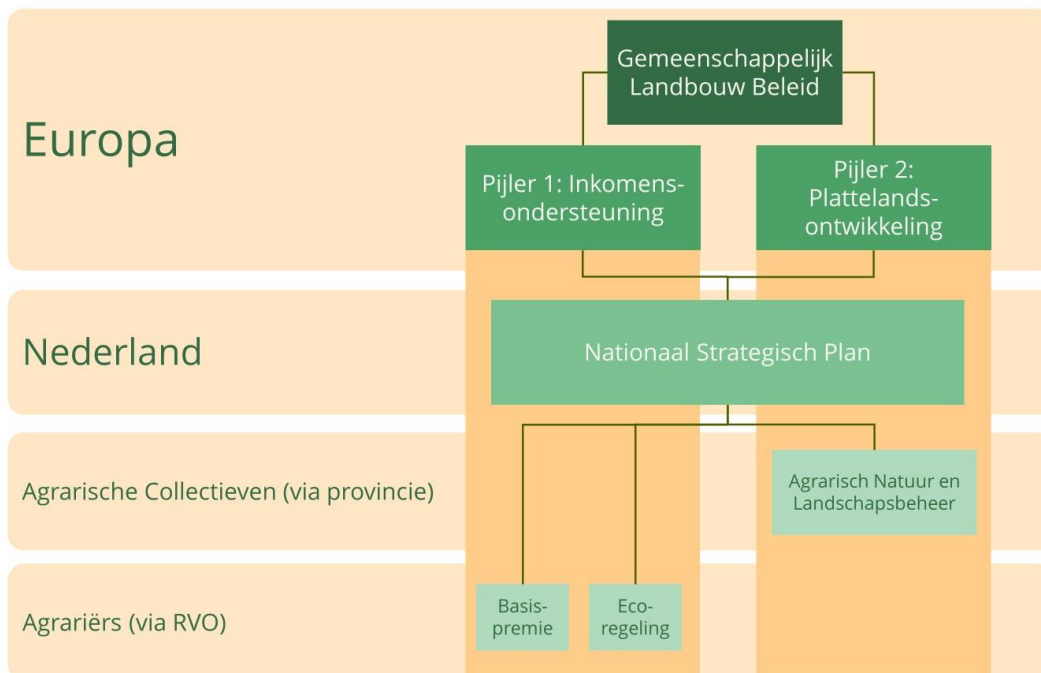 Gemeenschappelijk
Landbouw Beleid
Europa
Pijler 1: Inkomens-
ondersteuning
Pijler 2:
Plattelands-
ontwikkeling
Nederland
Nationaal Strategisch Plan
Agrarische Collectieven (via provincie)
Agrarisch Natuur en
Landschapsbeheer
Agrariërs (via RVO)
Basis-
premie
Eco-
regeling